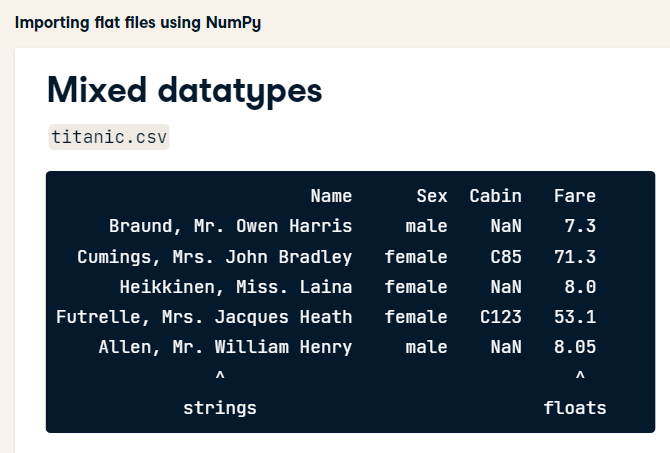 Importing flat files using NumPy
Mixed datatypes
titanic.csv
Name Sex Cabin Fare
Braund, Mr. Owen Harris male NaN 7.3
Cumings, Mrs. John Bradley female C85 71.3
Heikkinen, Miss. Laina female NaN 8.0
Futrelle, Mrs. Jacques Heath female C123 53.1
Allen, Mr. William Henry male NaN 8.05
^ ^
strings floats